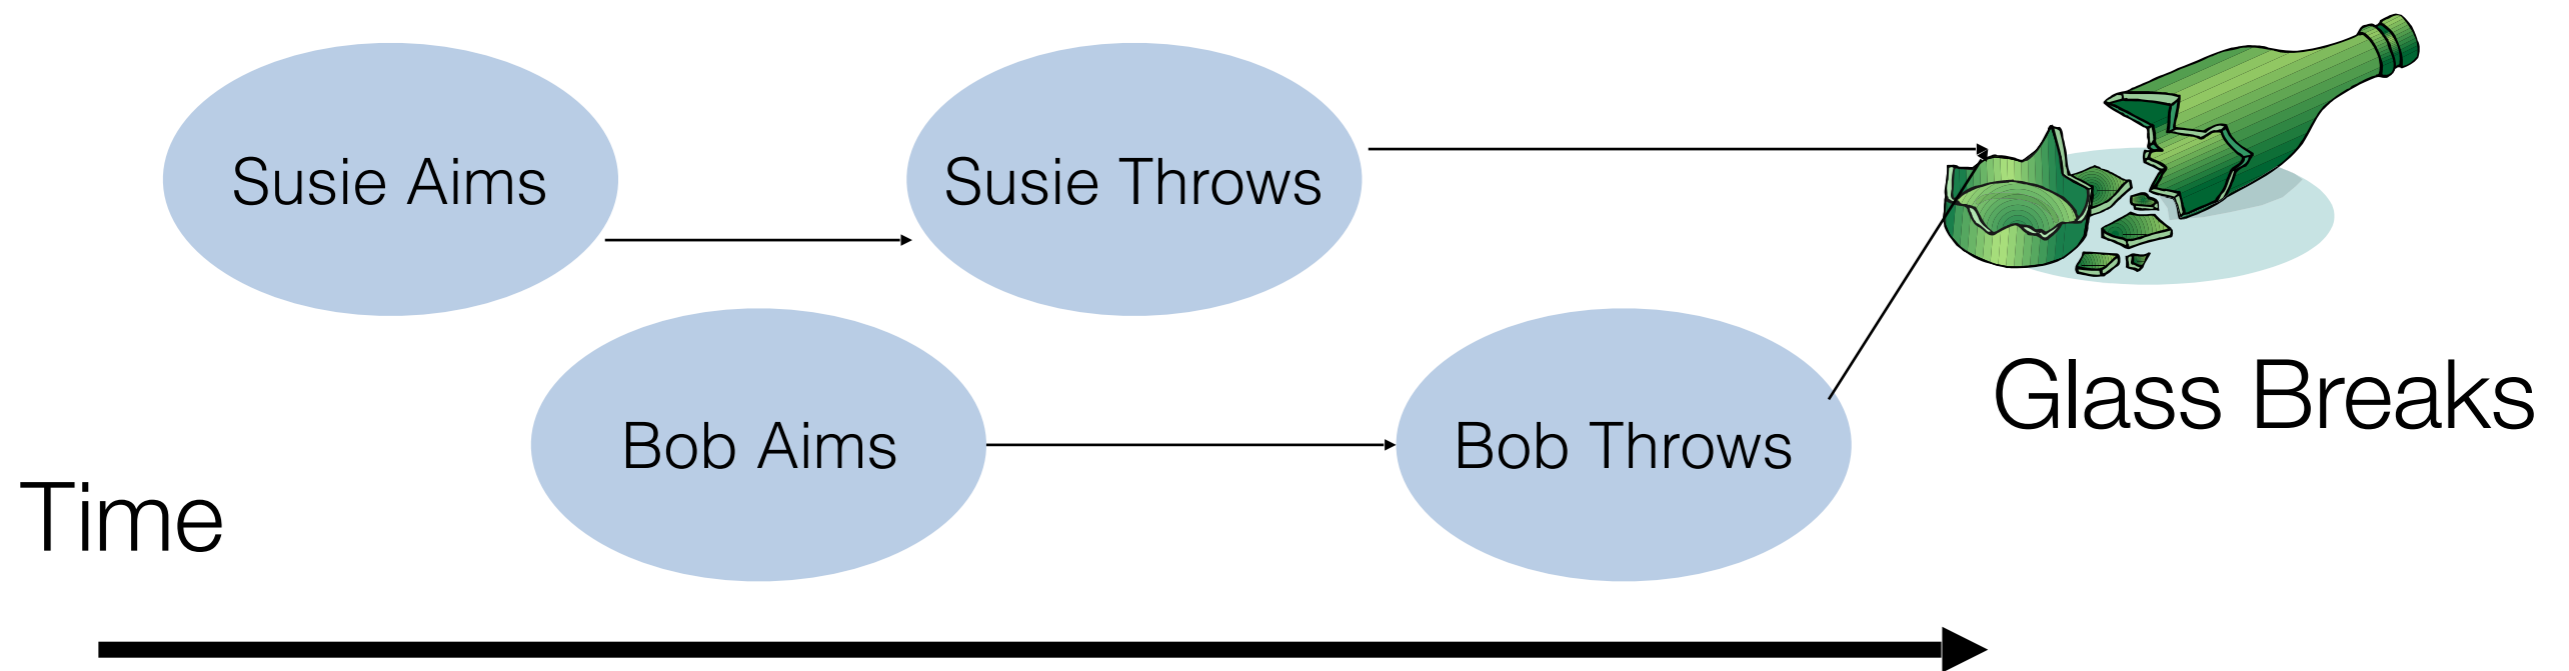 Susie Aims
Susie Throws
Bob Aims
Bob Throws
Glass Breaks
Time